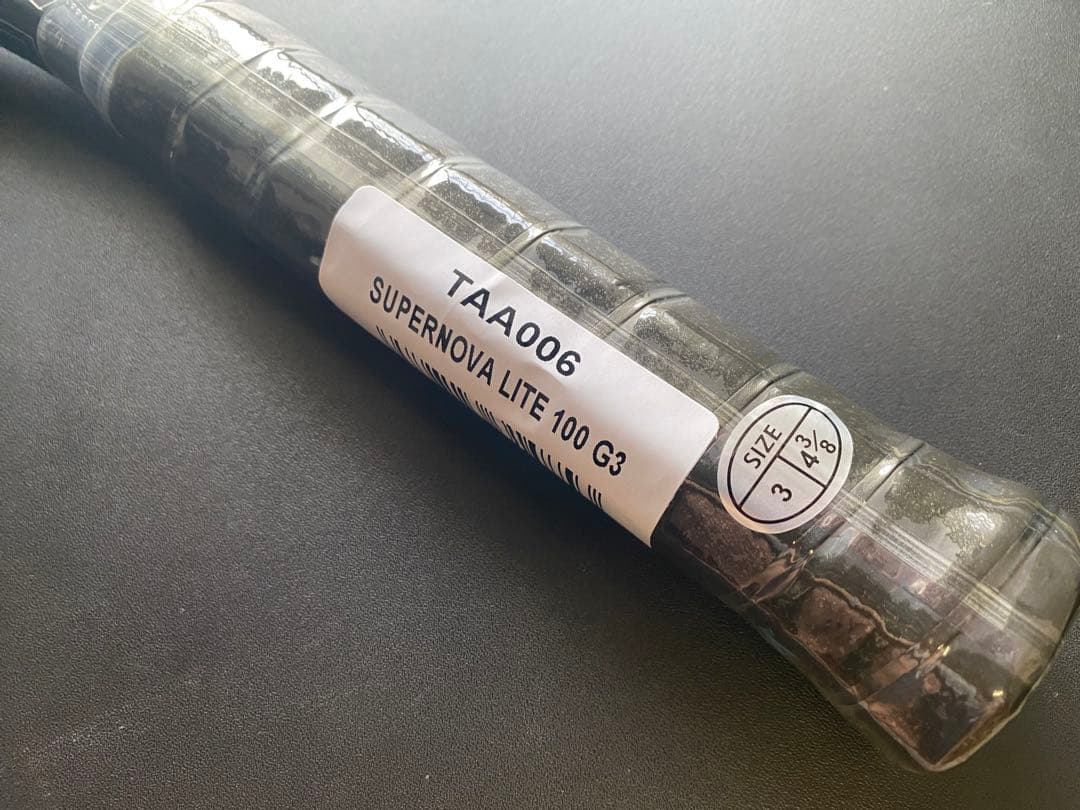 TAA006
SUPERNOVA LITE 100 G3
SIZE
3
4 3/8